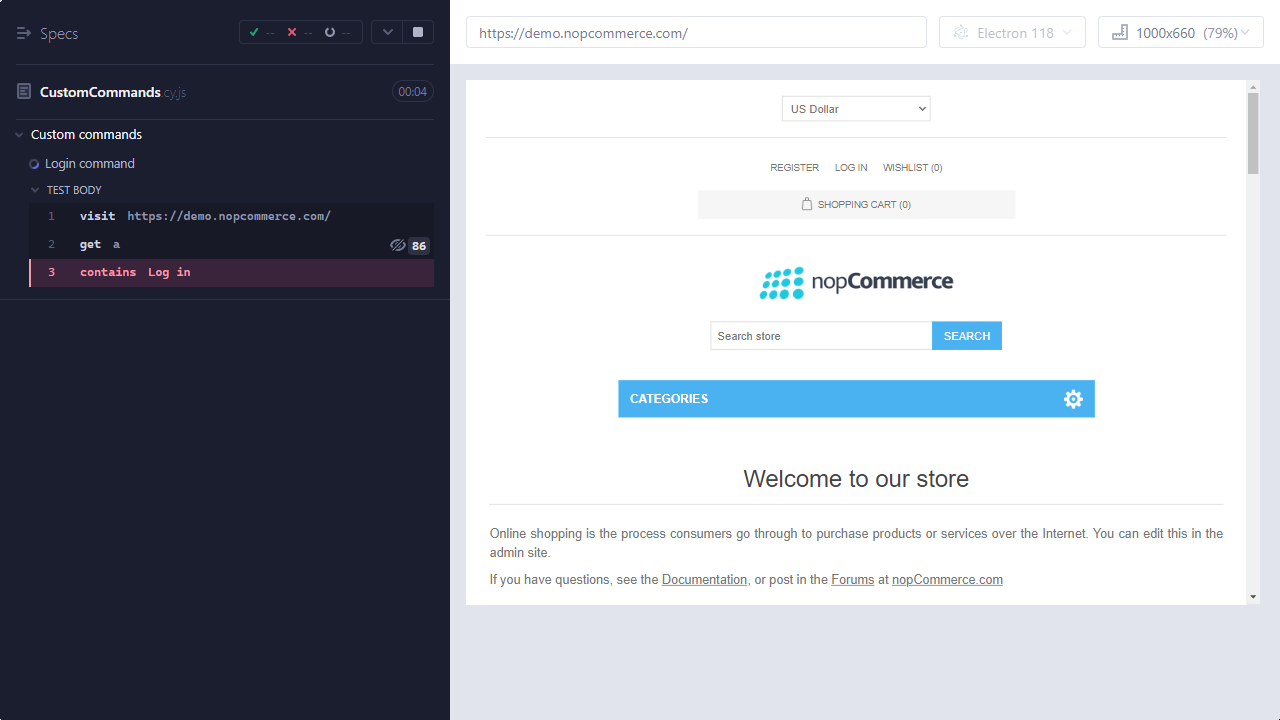 Specs
-- -- --
CustomCommands.cy.js 00:04
Custom commands
Login command
TEST BODY
1 visit https://demo.nopcommerce.com/
2 get a 86
3 contains Log in
https://demo.nopcommerce.com/
Electron 118
1000x660 (79%)
US Dollar
REGISTER LOG IN WISHLIST (0)
SHOPPING CART (0)
nopCommerce
Search store SEARCH
CATEGORIES
Welcome to our store
Online shopping is the process consumers go through to purchase products or services over the Internet. You can edit this in the
admin site.
If you have questions, see the Documentation, or post in the Forums at nopCommerce.com